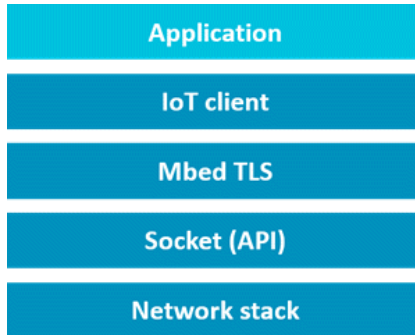 Application
IoT client
Mbed TLS
Socket (API)
Network stack